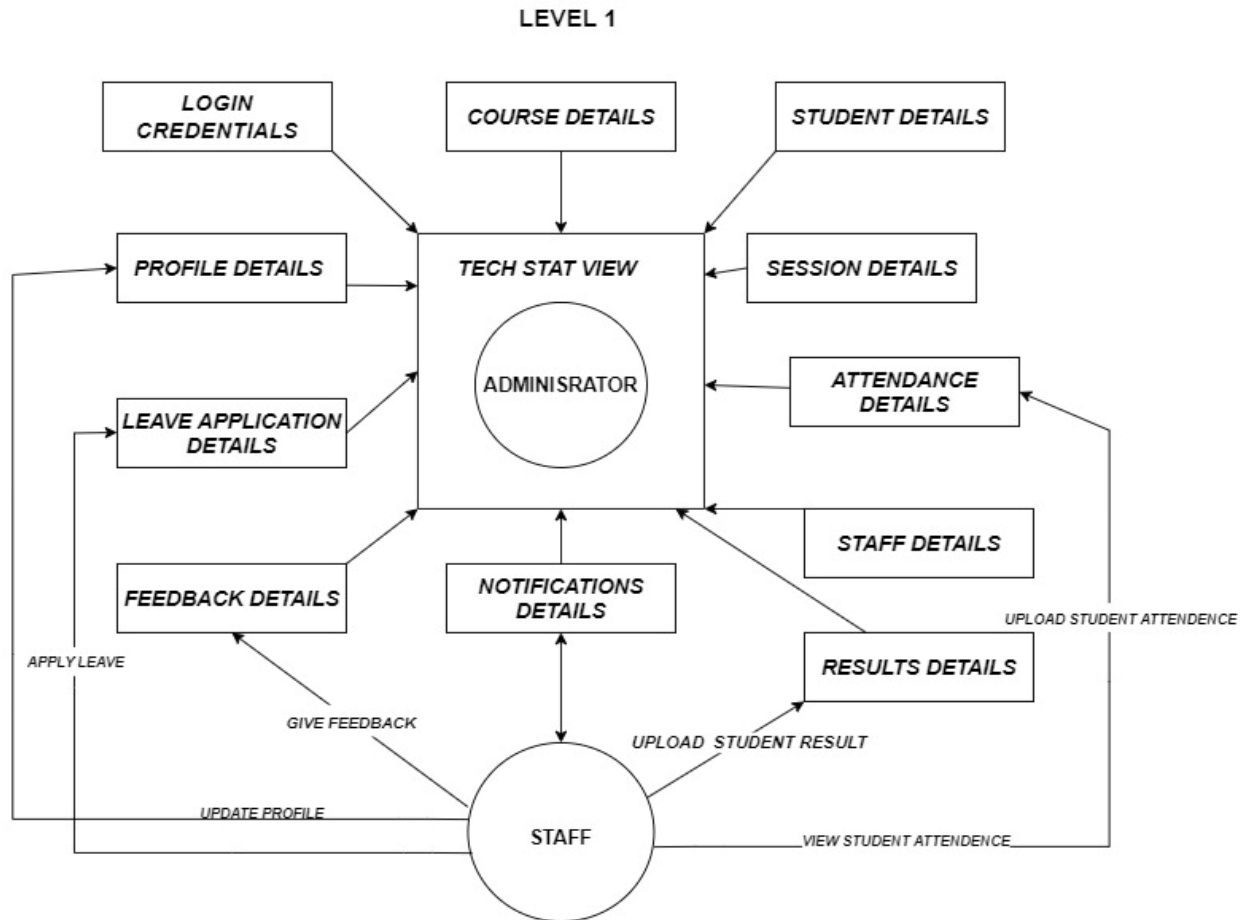 LEVEL 1
LOGIN
CREDENTIALS
COURSE DETAILS
STUDENT DETAILS
PROFILE DETAILS
TECH STAT VIEW
SESSION DETAILS
ADMINISRATOR
ATTENDANCE
DETAILS
LEAVE APPLICATION
DETAILS
STAFF DETAILS
FEEDBACK DETAILS
NOTIFICATIONS
DETAILS
UPLOAD STUDENT ATTENDENCE
APPLY LEAVE
RESULTS DETAILS
GIVE FEEDBACK
UPLOAD STUDENT RESULT
UPDATE PROFILE
STAFF
VIEW STUDENT ATTENDENCE